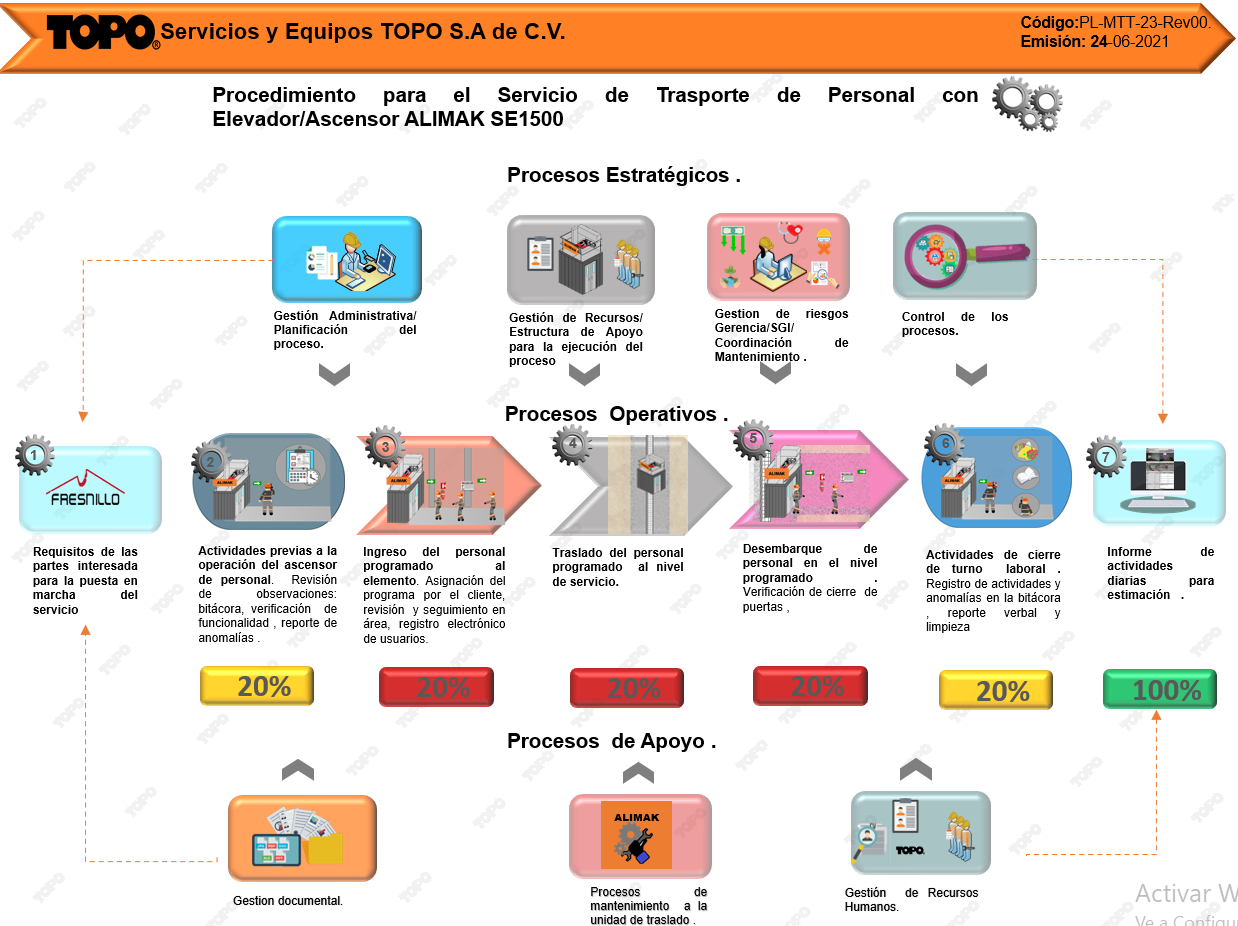 TOPO® Servicios y Equipos TOPO S.A de C.V.
Código:PL-MTT-23-Rev00.
Emisión: 24-06-2021
Procedimiento para el Servicio de Trasporte de Personal con
Elevador/Ascensor ALIMAK SE1500
Procesos Estratégicos .
Gestión Administrativa/
Planificación del
proceso.
Gestión de Recursos/
Estructura de Apoyo
para la ejecución del
proceso
Gestion de riesgos
Gerencia/SGI/
Coordinación de
Mantenimiento .
Control de los
procesos.
Procesos Operativos .
1
FRESNILLO
Requisitos de las
partes interesada
para la puesta en
marcha del
servicio
2
ALIMAK
ALIMAK
Actividades previas a la
operación del ascensor
de personal. Revisión
de observaciones:
bitácora, verificación de
funcionalidad , reporte de
anomalías .
3
ALIMAK
ALIMAK
Ingreso del personal
programado al
elemento. Asignación del
programa por el cliente,
revisión y seguimiento en
área, registro electrónico
de usuarios.
4
Traslado del personal
programado al nivel
de servicio.
5
ALIMAK
ALIMAK
Desembarque de
personal en el nivel
programado .
Verificación de cierre de
puertas ,
6
ALIMAK
ALIMAK
Actividades de cierre
de turno laboral .
Registro de actividades y
anomalías en la bitácora
, reporte verbal y
limpieza
7
Informe de
actividades
diarias para
estimación .
20%
20%
20%
20%
20%
100%
Procesos de Apoyo .
Gestion documental.
ALIMAK
Procesos de
mantenimiento a la
unidad de traslado .
TOPO.
Gestión de Recursos
Humanos.
Activar W
Ve a Configu